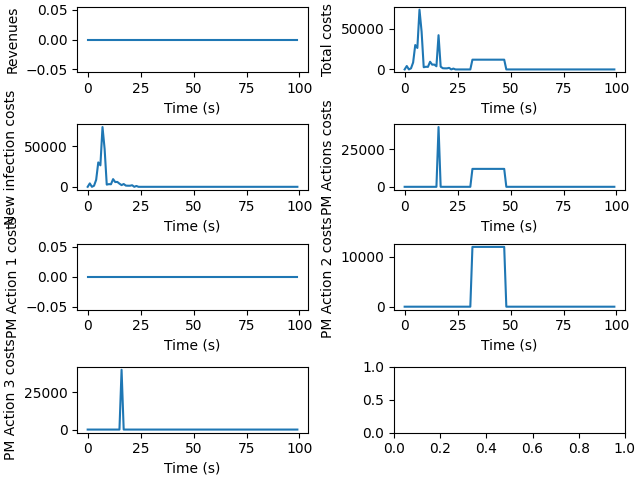 Revenues
0.05
0.00
−0.05
0 25 50 75 100
Time (s)
Total costs
50000
0
0 25 50 75 100
Time (s)
New infection costs
50000
0
0 25 50 75 100
Time (s)
PM Actions costs
25000
0
0 25 50 75 100
Time (s)
PM Action 1 costs
0.05
0.00
−0.05
0 25 50 75 100
Time (s)
PM Action 2 costs
10000
0
0 25 50 75 100
Time (s)
PM Action 3 costs
25000
0
0 25 50 75 100
Time (s)
1.0
0.5
0.0
0.0 0.2 0.4 0.6 0.8 1.0